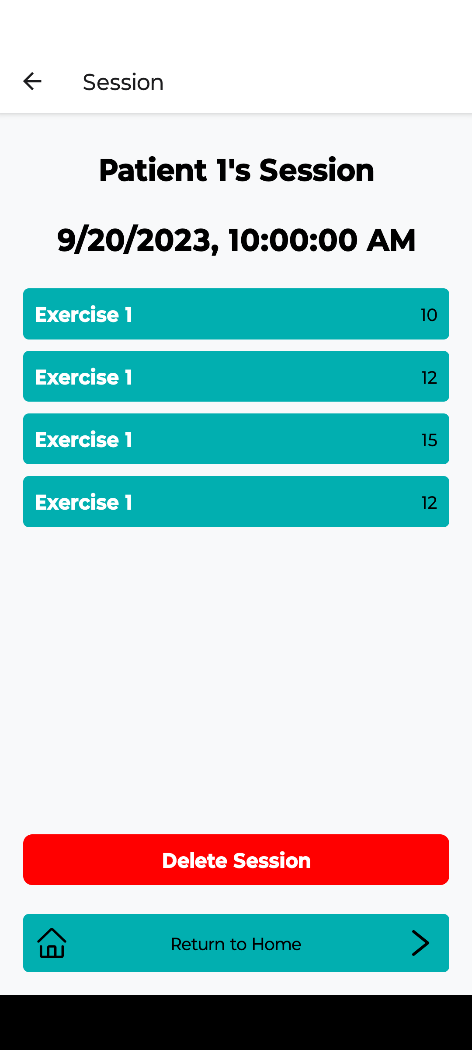 Session
Patient 1's Session
9/20/2023, 10:00:00 AM
Exercise 1 10
Exercise 1 12
Exercise 1 15
Exercise 1 12
Delete Session
Return to Home